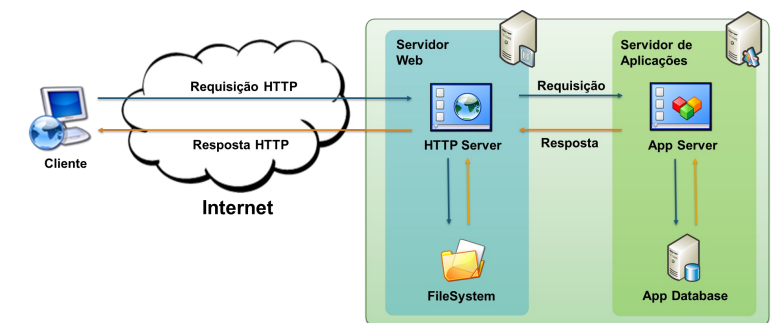 Servidor
Web
Servidor de
Aplicações
Requisição HTTP
Requisição
Resposta HTTP
HTTP Server
Resposta
App Server
Cliente
Internet
FileSystem
App Database